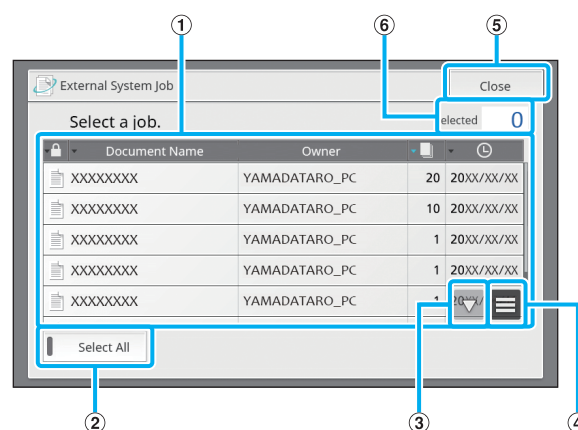 ① ⑥ ⑤
External System Job Close
Select a job. elected 0
Document Name Owner
XXXXXXXX YAMADATARO_PC 20 20XX/XX/XX
XXXXXXXX YAMADATARO_PC 10 20XX/XX/XX
XXXXXXXX YAMADATARO_PC 1 20XX/XX/XX
XXXXXXXX YAMADATARO_PC 1 20XX/XX/XX
XXXXXXXX YAMADATARO_PC
Select All
② ③ ④